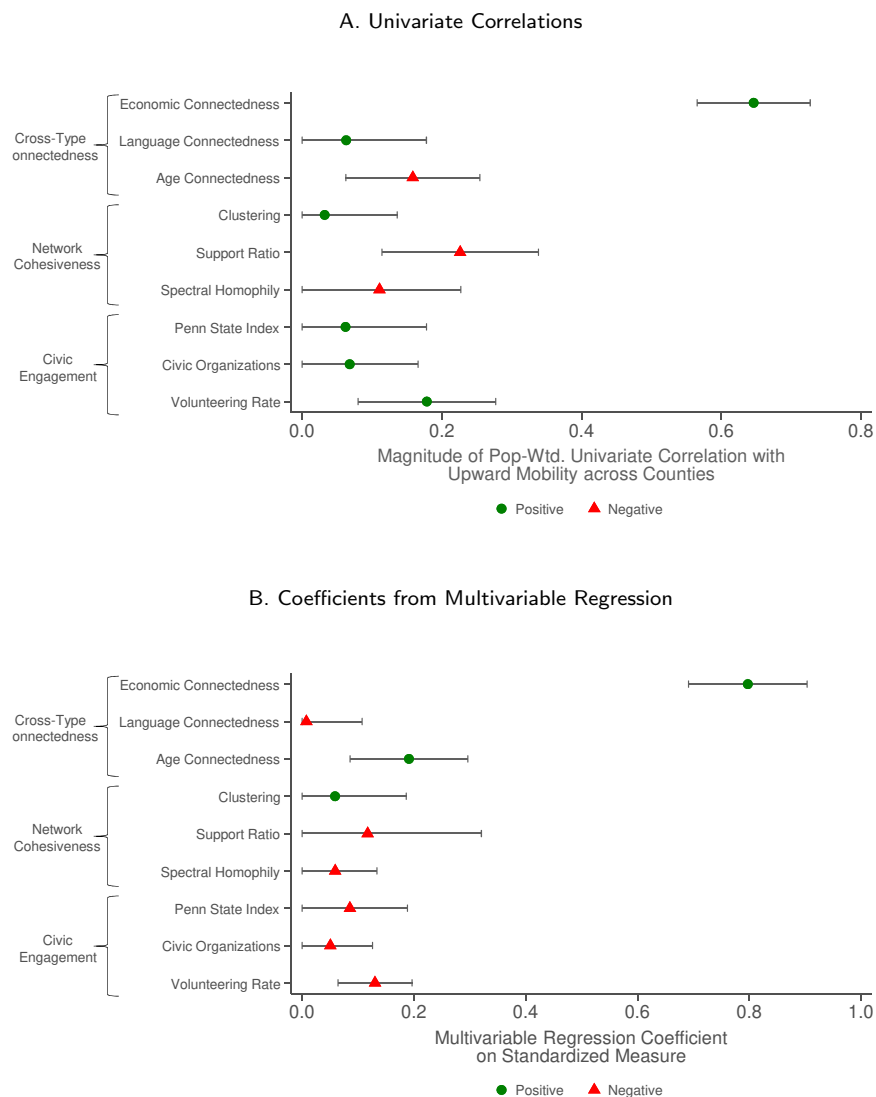 A. Univariate Correlations
Cross-Type
onnectedness
Economic Connectedness
Language Connectedness
Age Connectedness
Network
Cohesiveness
Clustering
Support Ratio
Spectral Homophily
Civic
Engagement
Penn State Index
Civic Organizations
Volunteering Rate
0.0 0.2 0.4 0.6 0.8
Magnitude of Pop-Wtd. Univariate Correlation with
Upward Mobility across Counties
Positive Negative
B. Coefficients from Multivariable Regression
Cross-Type
onnectedness
Economic Connectedness
Language Connectedness
Age Connectedness
Network
Cohesiveness
Clustering
Support Ratio
Spectral Homophily
Civic
Engagement
Penn State Index
Civic Organizations
Volunteering Rate
0.0 0.2 0.4 0.6 0.8 1.0
Multivariable Regression Coefficient
on Standardized Measure
Positive Negative